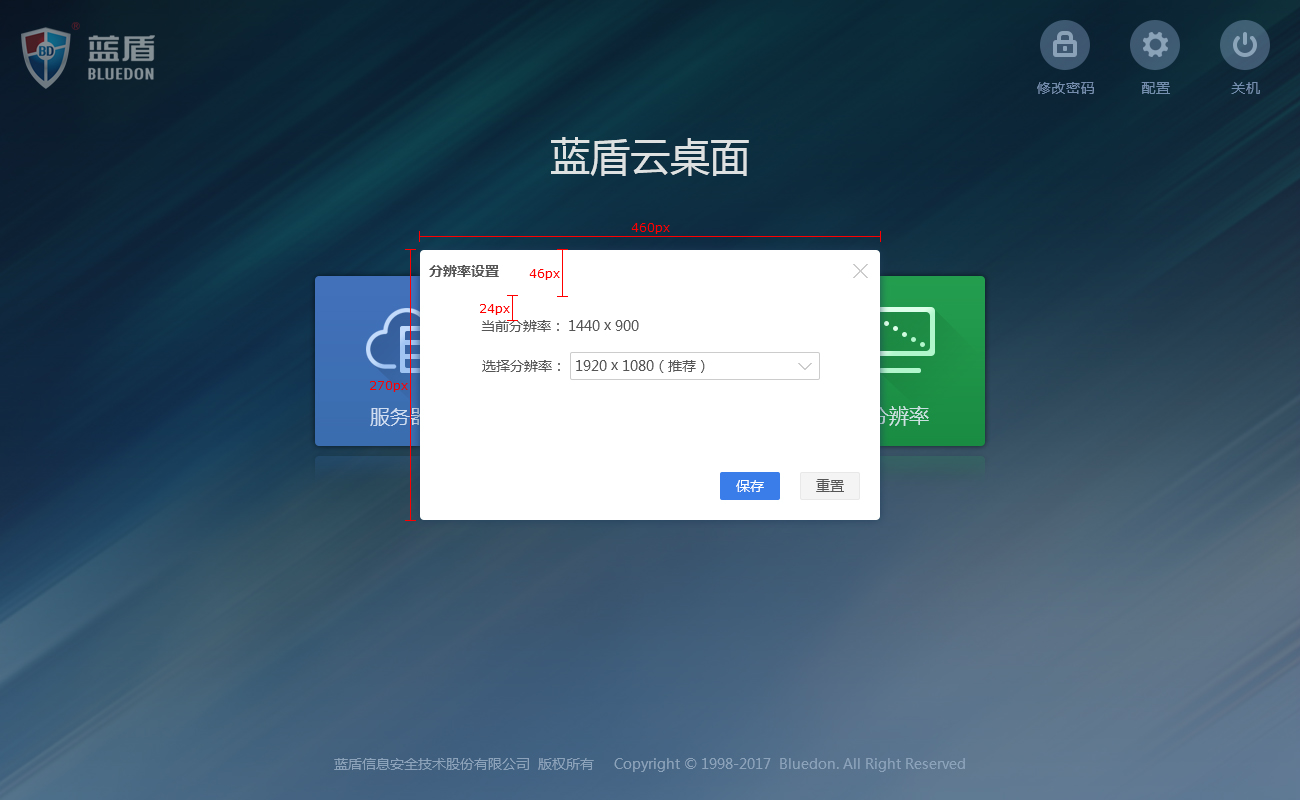 BD
®
蓝盾
BLUEDON
修改密码
配置
关机
蓝盾云桌面
460px
分辨率设置
46px
24px
当前分辨率： 1440 x 900
选择分辨率： 1920 x 1080（推荐）
270px
服务器
分辨率
保存
重置
蓝盾信息安全技术股份有限公司 版权所有 Copyright © 1998-2017 Bluedon. All Right Reserved